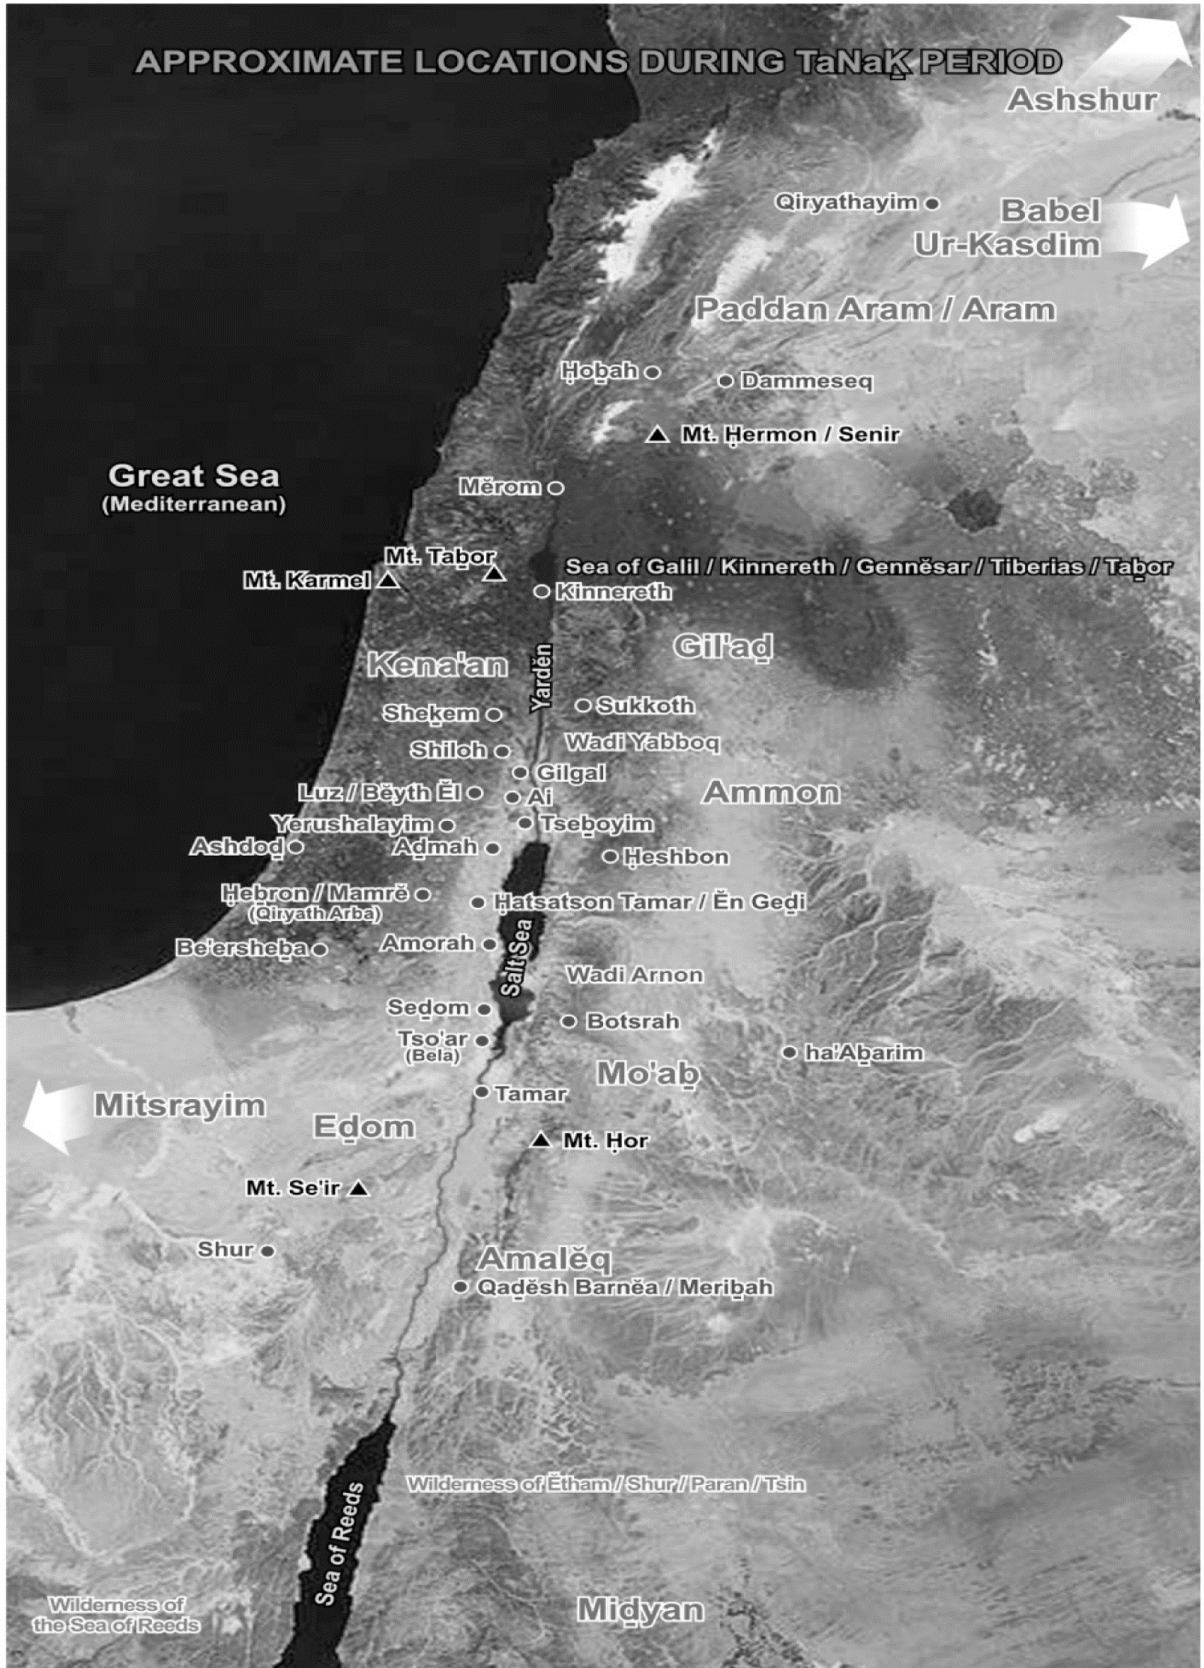 APPROXIMATE LOCATIONS DURING TaNaḴ PERIOD
Ashshur
Qiryathayim
Babel
Ur-Kasdim
Paddan Aram / Aram
Ḥoḇah
Dammeseq
Mt. Ḥermon / Senir
Great Sea
(Mediterranean)
Mĕrom
Mt. Taḇor
Mt. Karmel
Sea of Galil / Kinnereth / Gennĕsar / Tiberias / Taḇor
Kinnereth
Gil'aḏ
Kena'an
Yardĕn
Sukkoth
Sheḵem
Wadi Yabboq
Shiloh
Gilgal
Luz / Bĕyth Ĕl
Ai
Ammon
Yerushalayim
Tseḇoyim
Ashdoḏ
Aḏmah
Ḥeshbon
Ḥeḇron / Mamrĕ
(Qiryath Arba)
Ḥatsatson Tamar / Ĕn Geḏi
Be'ersheḇa
Amorah
Salt Sea
Wadi Arnon
Seḏom
Botsrah
Tso'ar
(Bela)
ha'Aḇarim
Mo'aḇ
Mitsrayim
Tamar
Eḏom
Mt. Ḥor
Mt. Se'ir
Shur
Amalĕq
Qaḏĕsh Barnĕa / Meriḇah
Wilderness of Ĕtham / Shur / Paran / Tsin
Sea of Reeds
Wilderness of
the Sea of Reeds
Miḏyan